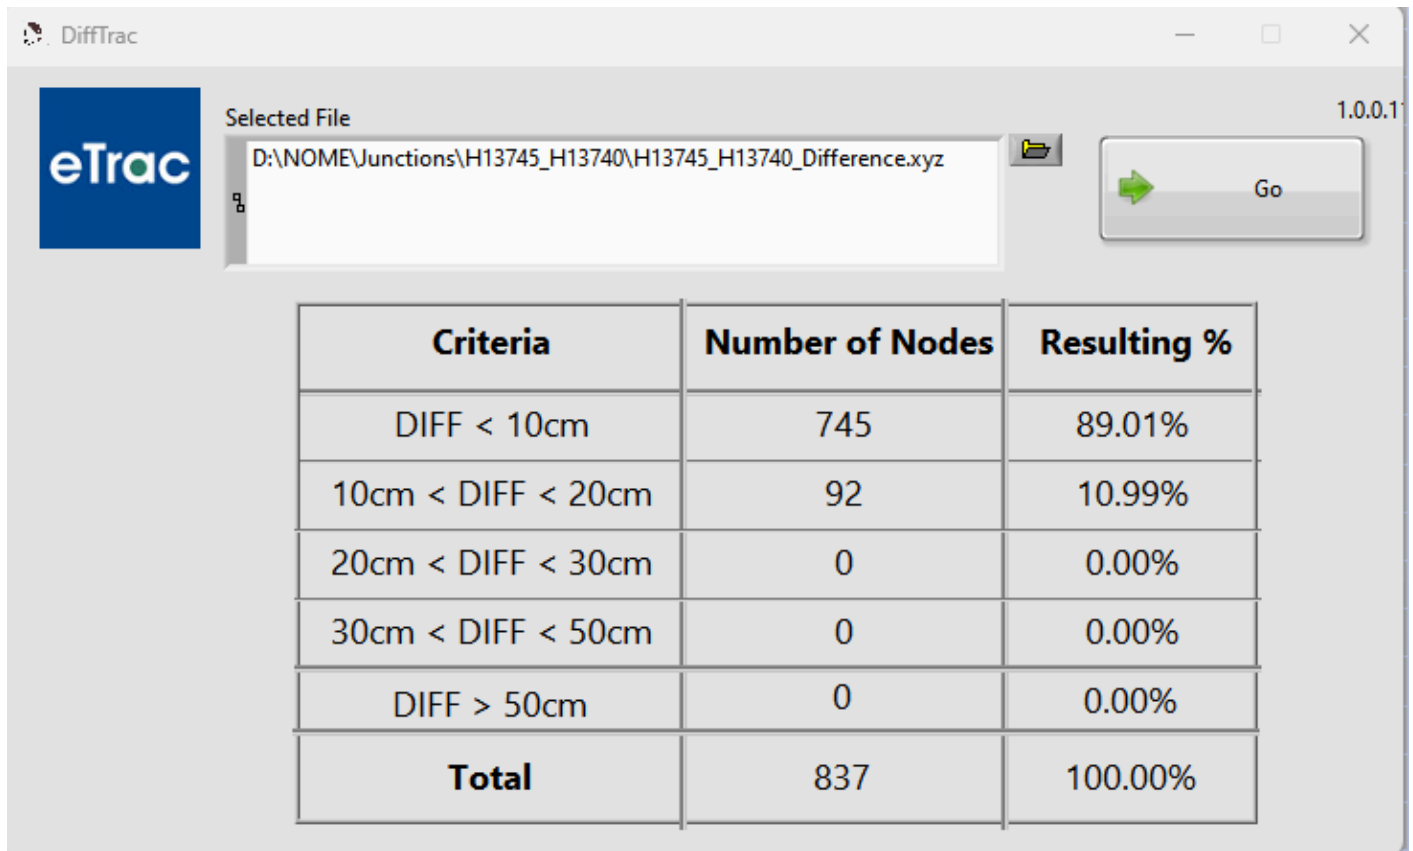 DiffTrac
1.0.0.1
eTrac
Selected File
D:\NOME\Junctions\H13745_H13740\H13745_H13740_Difference.xyz
Go
Criteria Number of Nodes Resulting %
DIFF < 10cm 745 89.01%
10cm < DIFF < 20cm 92 10.99%
20cm < DIFF < 30cm 0 0.00%
30cm < DIFF < 50cm 0 0.00%
DIFF > 50cm 0 0.00%
Total 837 100.00%